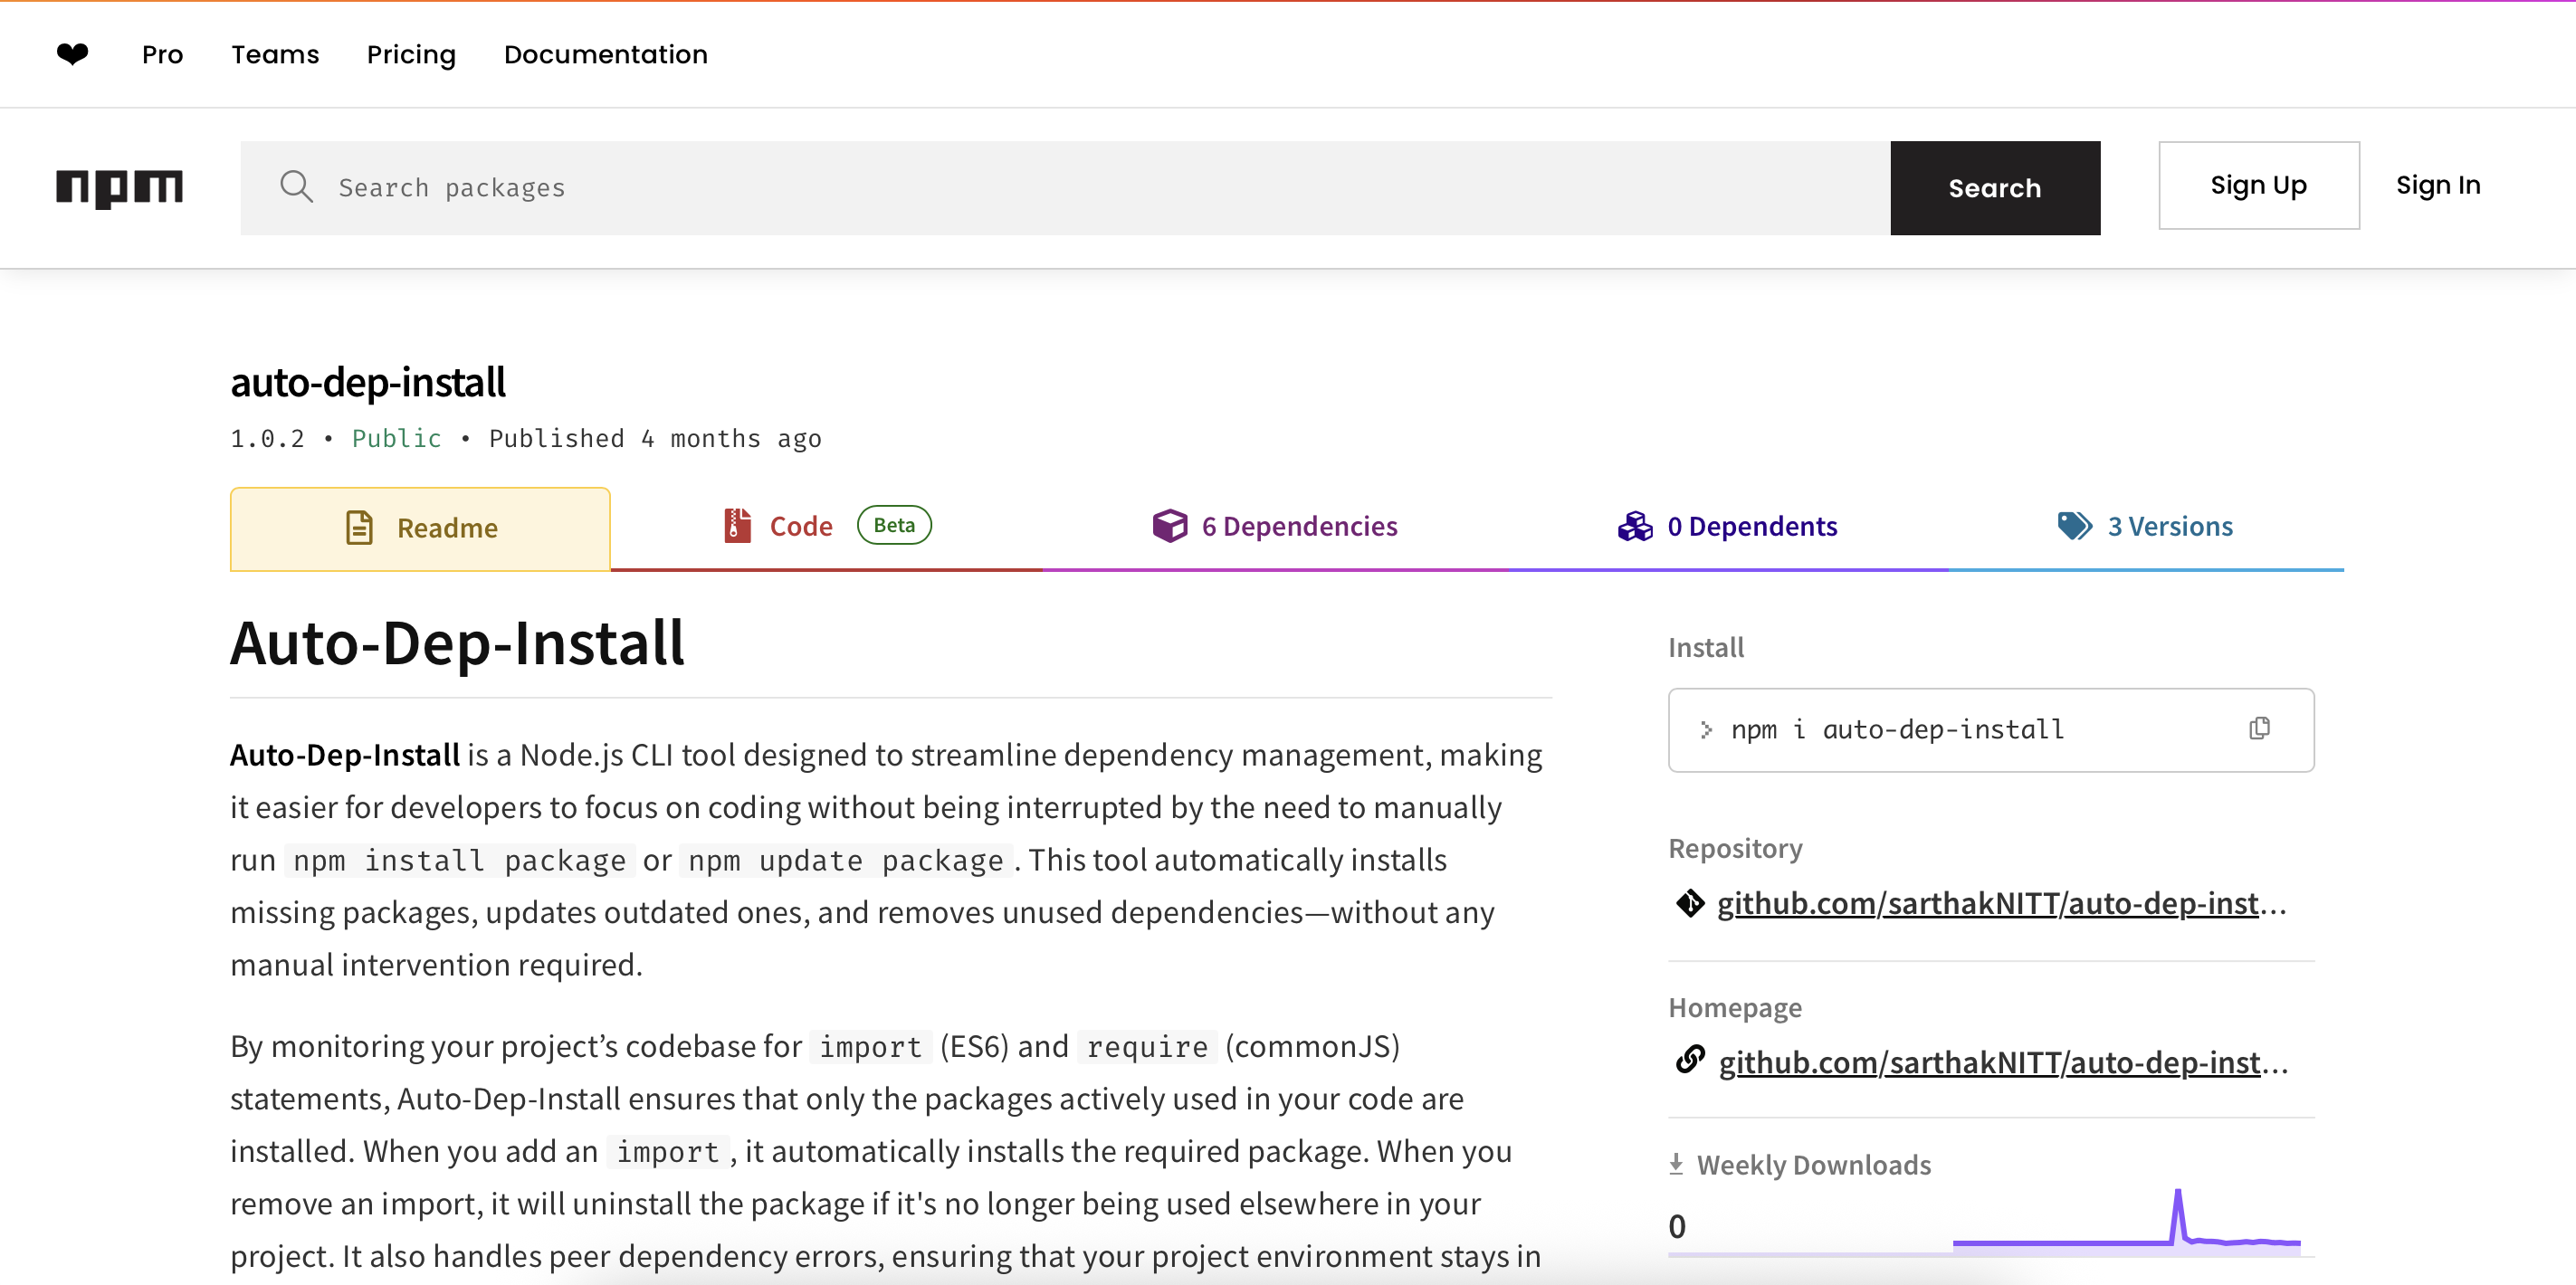 ❤ Pro Teams Pricing Documentation
npm Search packages Search Sign Up Sign In
auto-dep-install
1.0.2 • Public • Published 4 months ago
Readme Code Beta 6 Dependencies 0 Dependents 3 Versions
Auto-Dep-Install
Auto-Dep-Install is a Node.js CLI tool designed to streamline dependency management, making
it easier for developers to focus on coding without being interrupted by the need to manually
run npm install package or npm update package. This tool automatically installs
missing packages, updates outdated ones, and removes unused dependencies—without any
manual intervention required.
By monitoring your project’s codebase for import (ES6) and require (commonJS)
statements, Auto-Dep-Install ensures that only the packages actively used in your code are
installed. When you add an import, it automatically installs the required package. When you
remove an import, it will uninstall the package if it's no longer being used elsewhere in your
project. It also handles peer dependency errors, ensuring that your project environment stays in
Install
> npm i auto-dep-install
Repository
github.com/sarthakNITT/auto-dep-inst...
Homepage
github.com/sarthakNITT/auto-dep-inst...
Weekly Downloads
0